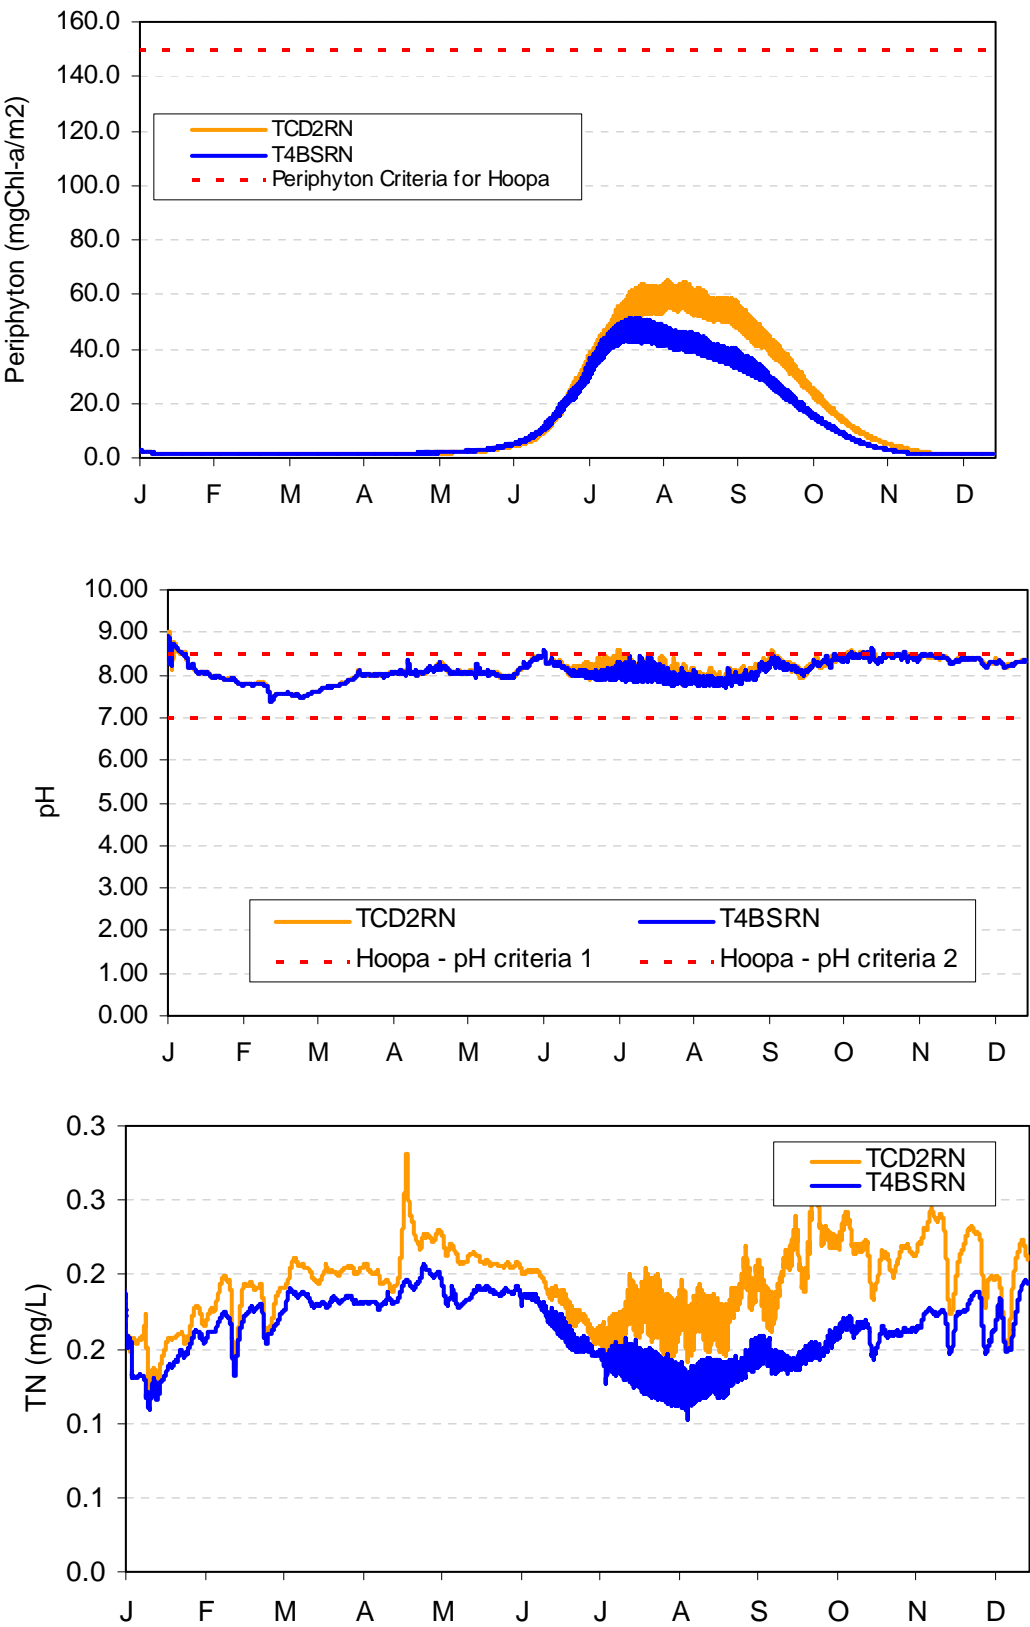 160.0
140.0
120.0
100.0
80.0
60.0
40.0
20.0
0.0
Periphyton (mgChl-a/m2)
TCD2RN
T4BSRN
Periphyton Criteria for Hoopa
J F M A M J J A S O N D
10.00
9.00
8.00
7.00
6.00
5.00
4.00
3.00
2.00
1.00
0.00
pH
TCD2RN T4BSRN
Hoopa - pH criteria 1 Hoopa - pH criteria 2
J F M A M J J A S O N D
0.3
0.3
0.2
0.2
0.1
0.1
0.0
TN (mg/L)
TCD2RN
T4BSRN
J F M A M J J A S O N D